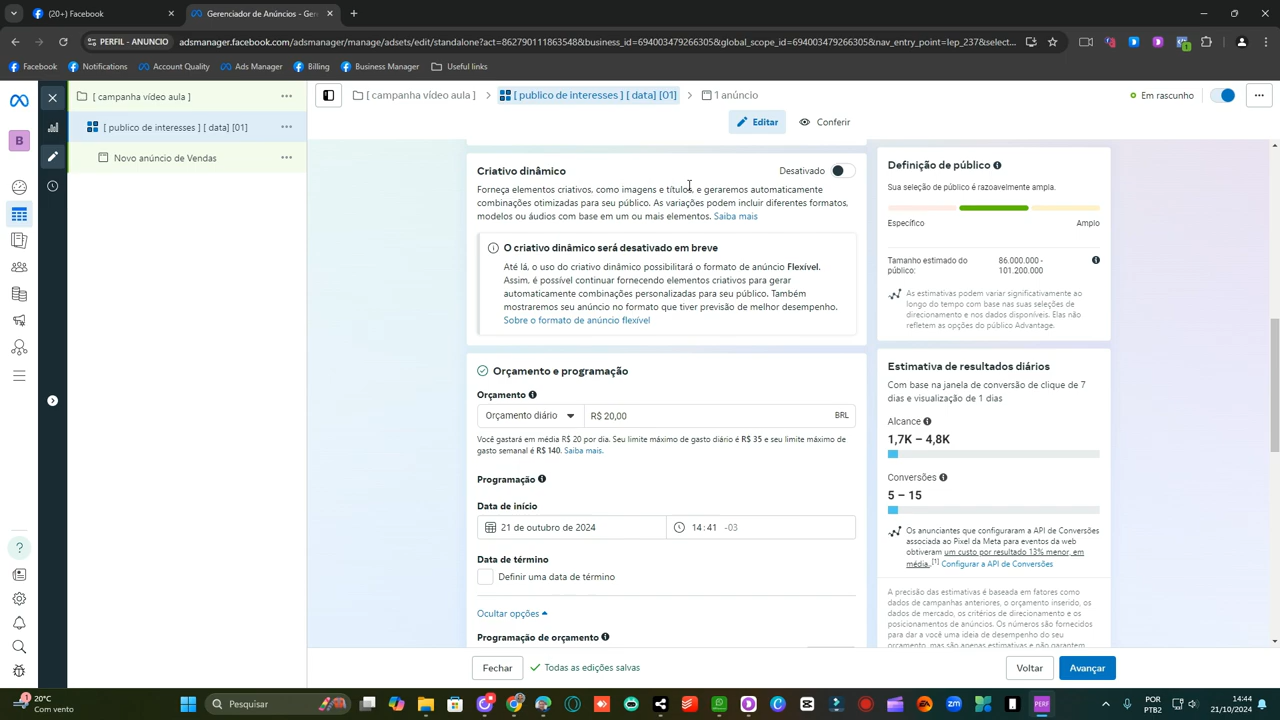 (20+) Facebook
Gerenciador de Anúncios - Ger
PERFIL - ANUNCIO
adsmanager.facebook.com/adsmanager/manage/adsets/edit/standalone?act=862790111863548&business_id=694003479266305&global_scope_id=694003479266305&nav_entry_point=lep_237&select...
Facebook
Notifications
Account Quality
Ads Manager
Billing
Business Manager
Useful links
[ campanha vídeo aula ]
[ campanha vídeo aula ] > [ publico de interesses ] [ data] [01] > 1 anúncio
Em rascunho
B
[ publico de interesses ] [ data] [01]
Editar
Conferir
Novo anúncio de Vendas
Criativo dinâmico
Desativado
Forneça elementos criativos, como imagens e títulos, e geraremos automaticamente
combinações otimizadas para seu público. As variações podem incluir diferentes formatos,
modelos ou áudios com base em um ou mais elementos. Saiba mais
O criativo dinâmico será desativado em breve
Até lá, o uso do criativo dinâmico possibilitará o formato de anúncio Flexível.
Assim, é possível continuar fornecendo elementos criativos para gerar
automaticamente combinações personalizadas para seu público. Também
mostraremos seu anúncio no formato que tiver previsão de melhor desempenho.
Sobre o formato de anúncio flexível
Orçamento e programação
Orçamento
Orçamento diário
R$ 20,00
BRL
Você gastará em média R$ 20 por dia. Seu limite máximo de gasto diário é R$ 35 e seu limite máximo de
gasto semanal é R$ 140. Saiba mais.
Programação
Data de início
21 de outubro de 2024
14:41 -03
Data de término
Definir uma data de término
Ocultar opções
Programação de orçamento
Definição de público
Sua seleção de público é razoavelmente ampla.
Específico
Amplo
Tamanho estimado do
público:
86.000.000 -
101.200.000
As estimativas podem variar significativamente ao
longo do tempo com base nas suas seleções de
direcionamento e nos dados disponíveis. Elas não
refletem as opções do público Advantage.
Estimativa de resultados diários
Com base na janela de conversão de clique de 7
dias e visualização de 1 dias
Alcance
1,7K – 4,8K
Conversões
5 – 15
Os anunciantes que configuraram a API de Conversões
associada ao Pixel da Meta para eventos da web
obtiveram um custo por resultado 13% menor, em
média. [1] Configurar a API de Conversões
A precisão das estimativas é baseada em fatores como
dados de campanhas anteriores, o orçamento inserido, os
dados de mercado, os critérios de direcionamento e os
posicionamentos de anúncios. Os números são fornecidos
para dar a você uma ideia de desempenho do seu
orçamento, mas são apenas estimativas e não garantem
Fechar
Todas as edições salvas
Voltar
Avançar
20°C
Com vento
Pesquisar
PERF
POR
PTB2
14:44
21/10/2024